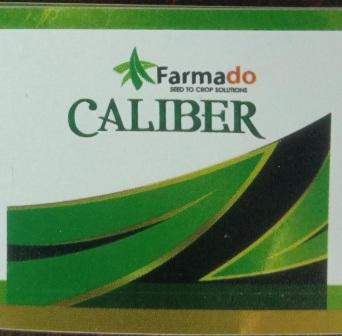 Farmado
SEED TO CROP SOLUTIONS
CALIBER